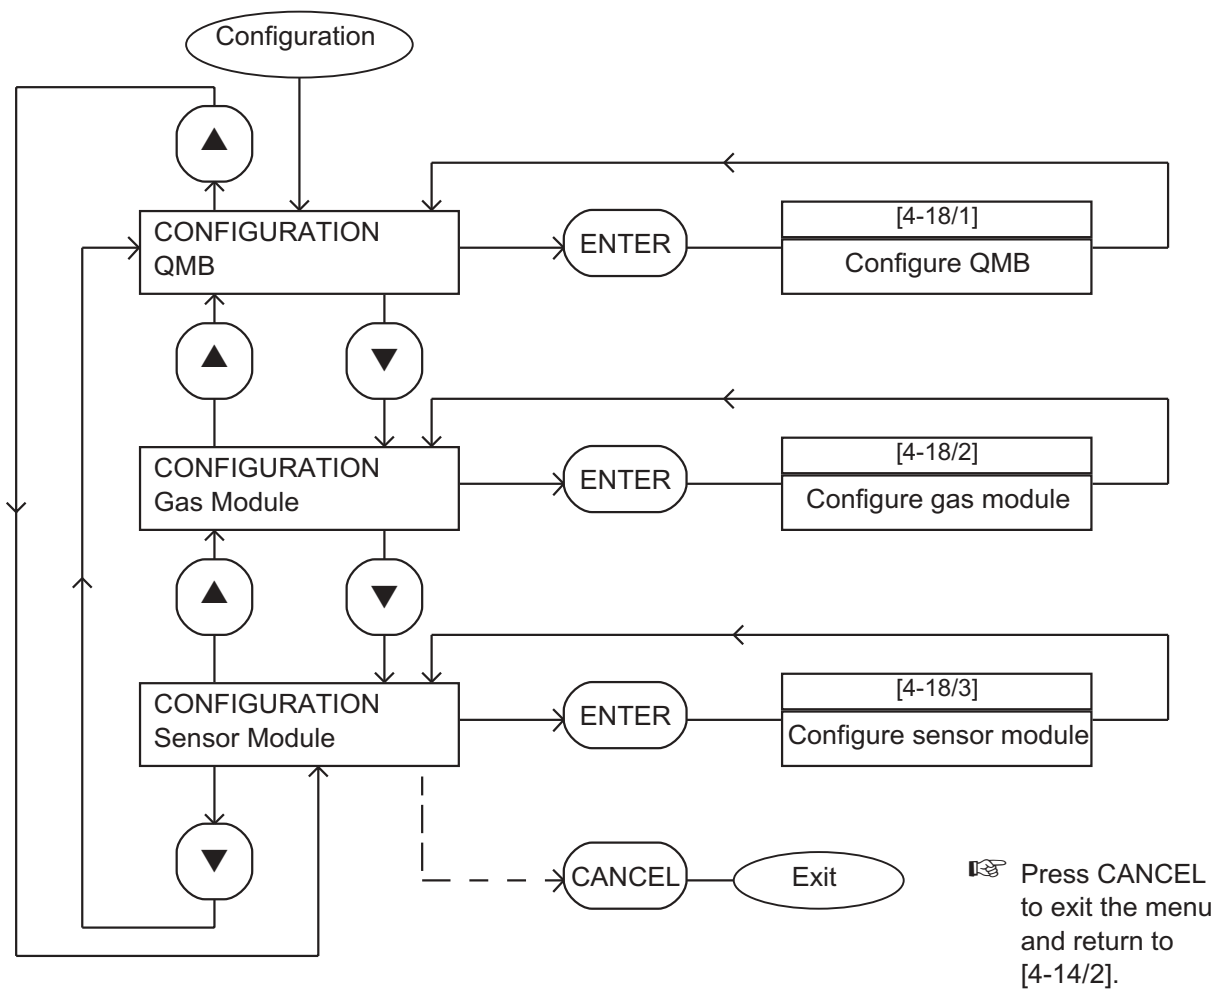 Configuration
CONFIGURATION
QMB
ENTER
[4-18/1]
Configure QMB
CONFIGURATION
Gas Module
ENTER
[4-18/2]
Configure gas module
CONFIGURATION
Sensor Module
ENTER
[4-18/3]
Configure sensor module
CANCEL
Exit
Press CANCEL
to exit the menu
and return to
[4-14/2].